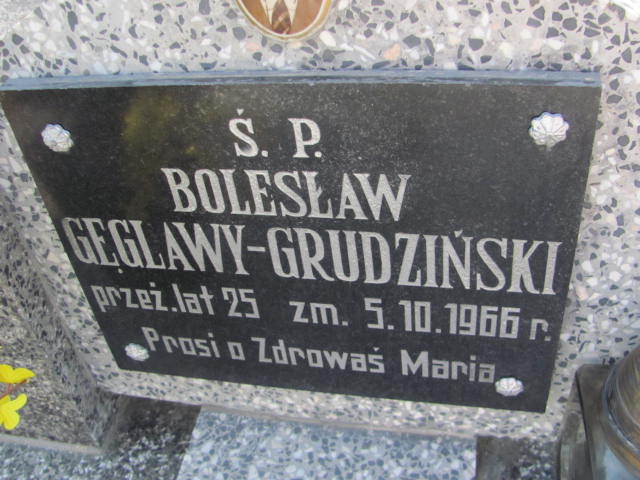 Ś. P.
BOLESŁAW
GĘGLAWY-GRUDZIŃSKI
przeż. lat 25 zm. 5.10.1966 r.
Prosi o Zdrowaś Maria